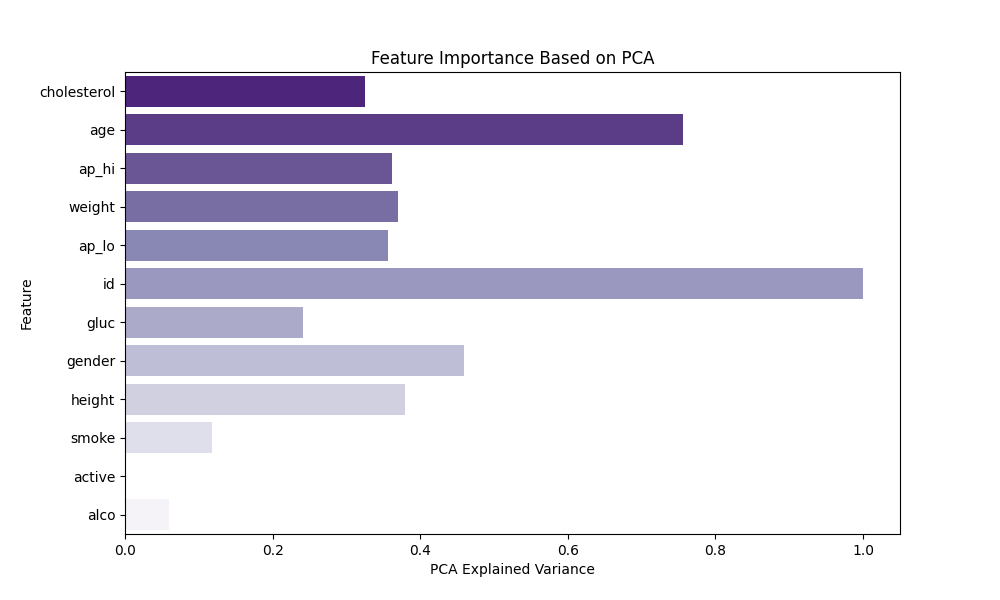 Feature Importance Based on PCA
Feature
cholesterol
age
ap_hi
weight
ap_lo
id
gluc
gender
height
smoke
active
alco
0.0 0.2 0.4 0.6 0.8 1.0
PCA Explained Variance